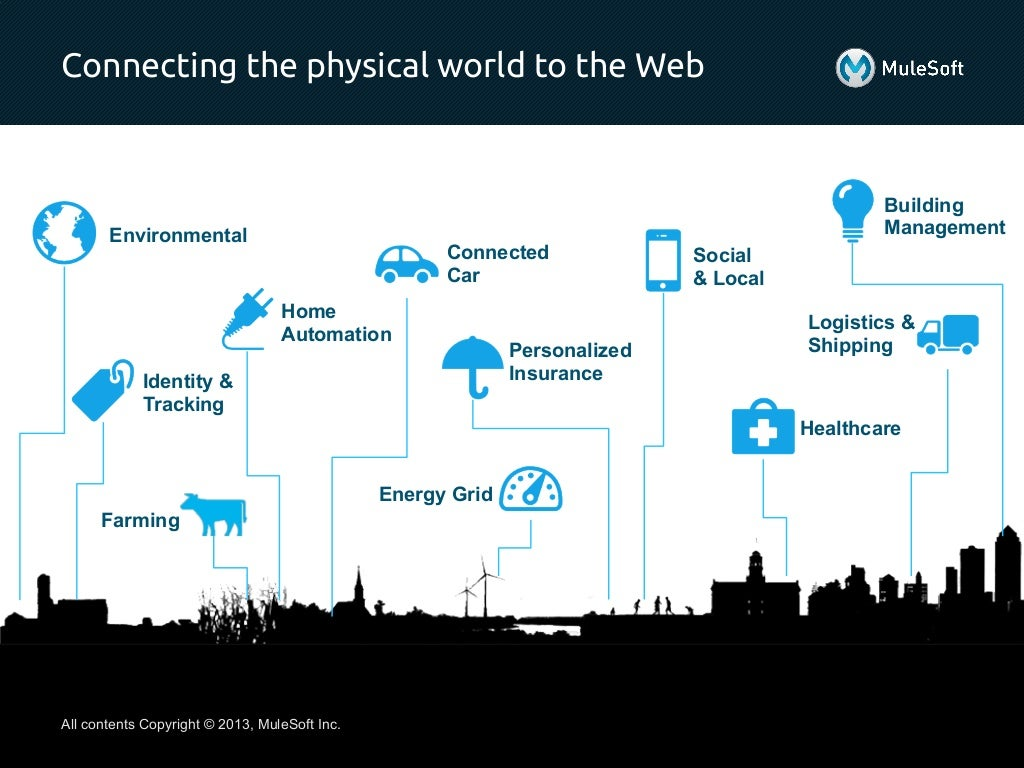 Connecting the physical world to the Web
MuleSoft
Building
Management
Environmental
Connected
Car
Social
& Local
Home
Automation
Logistics &
Shipping
Personalized
Insurance
Identity &
Tracking
Healthcare
Energy Grid
Farming
All contents Copyright © 2013, MuleSoft Inc.